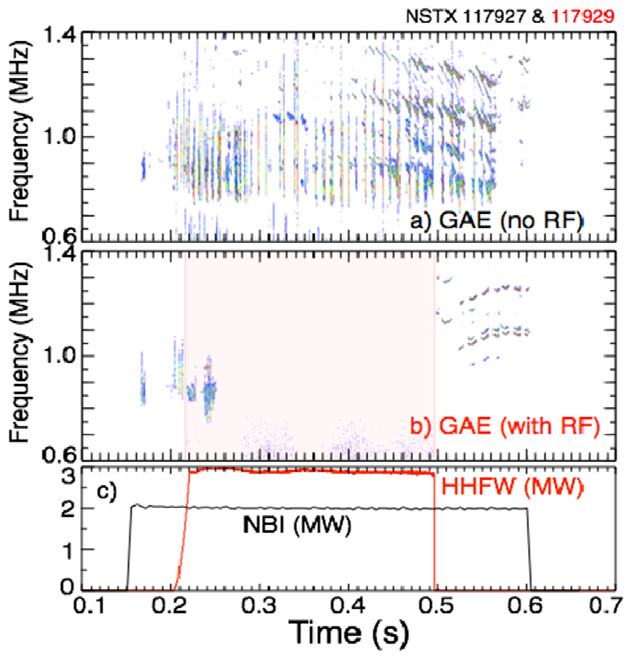 NSTX 117927 & 117929
1.4
1.0
0.6
Frequency (MHz)
a) GAE (no RF)
1.4
1.0
0.6
Frequency (MHz)
b) GAE (with RF)
3
2
1
0
c)
HHFW (MW)
NBI (MW)
0.1 0.2 0.3 0.4 0.5 0.6 0.7
Time (s)